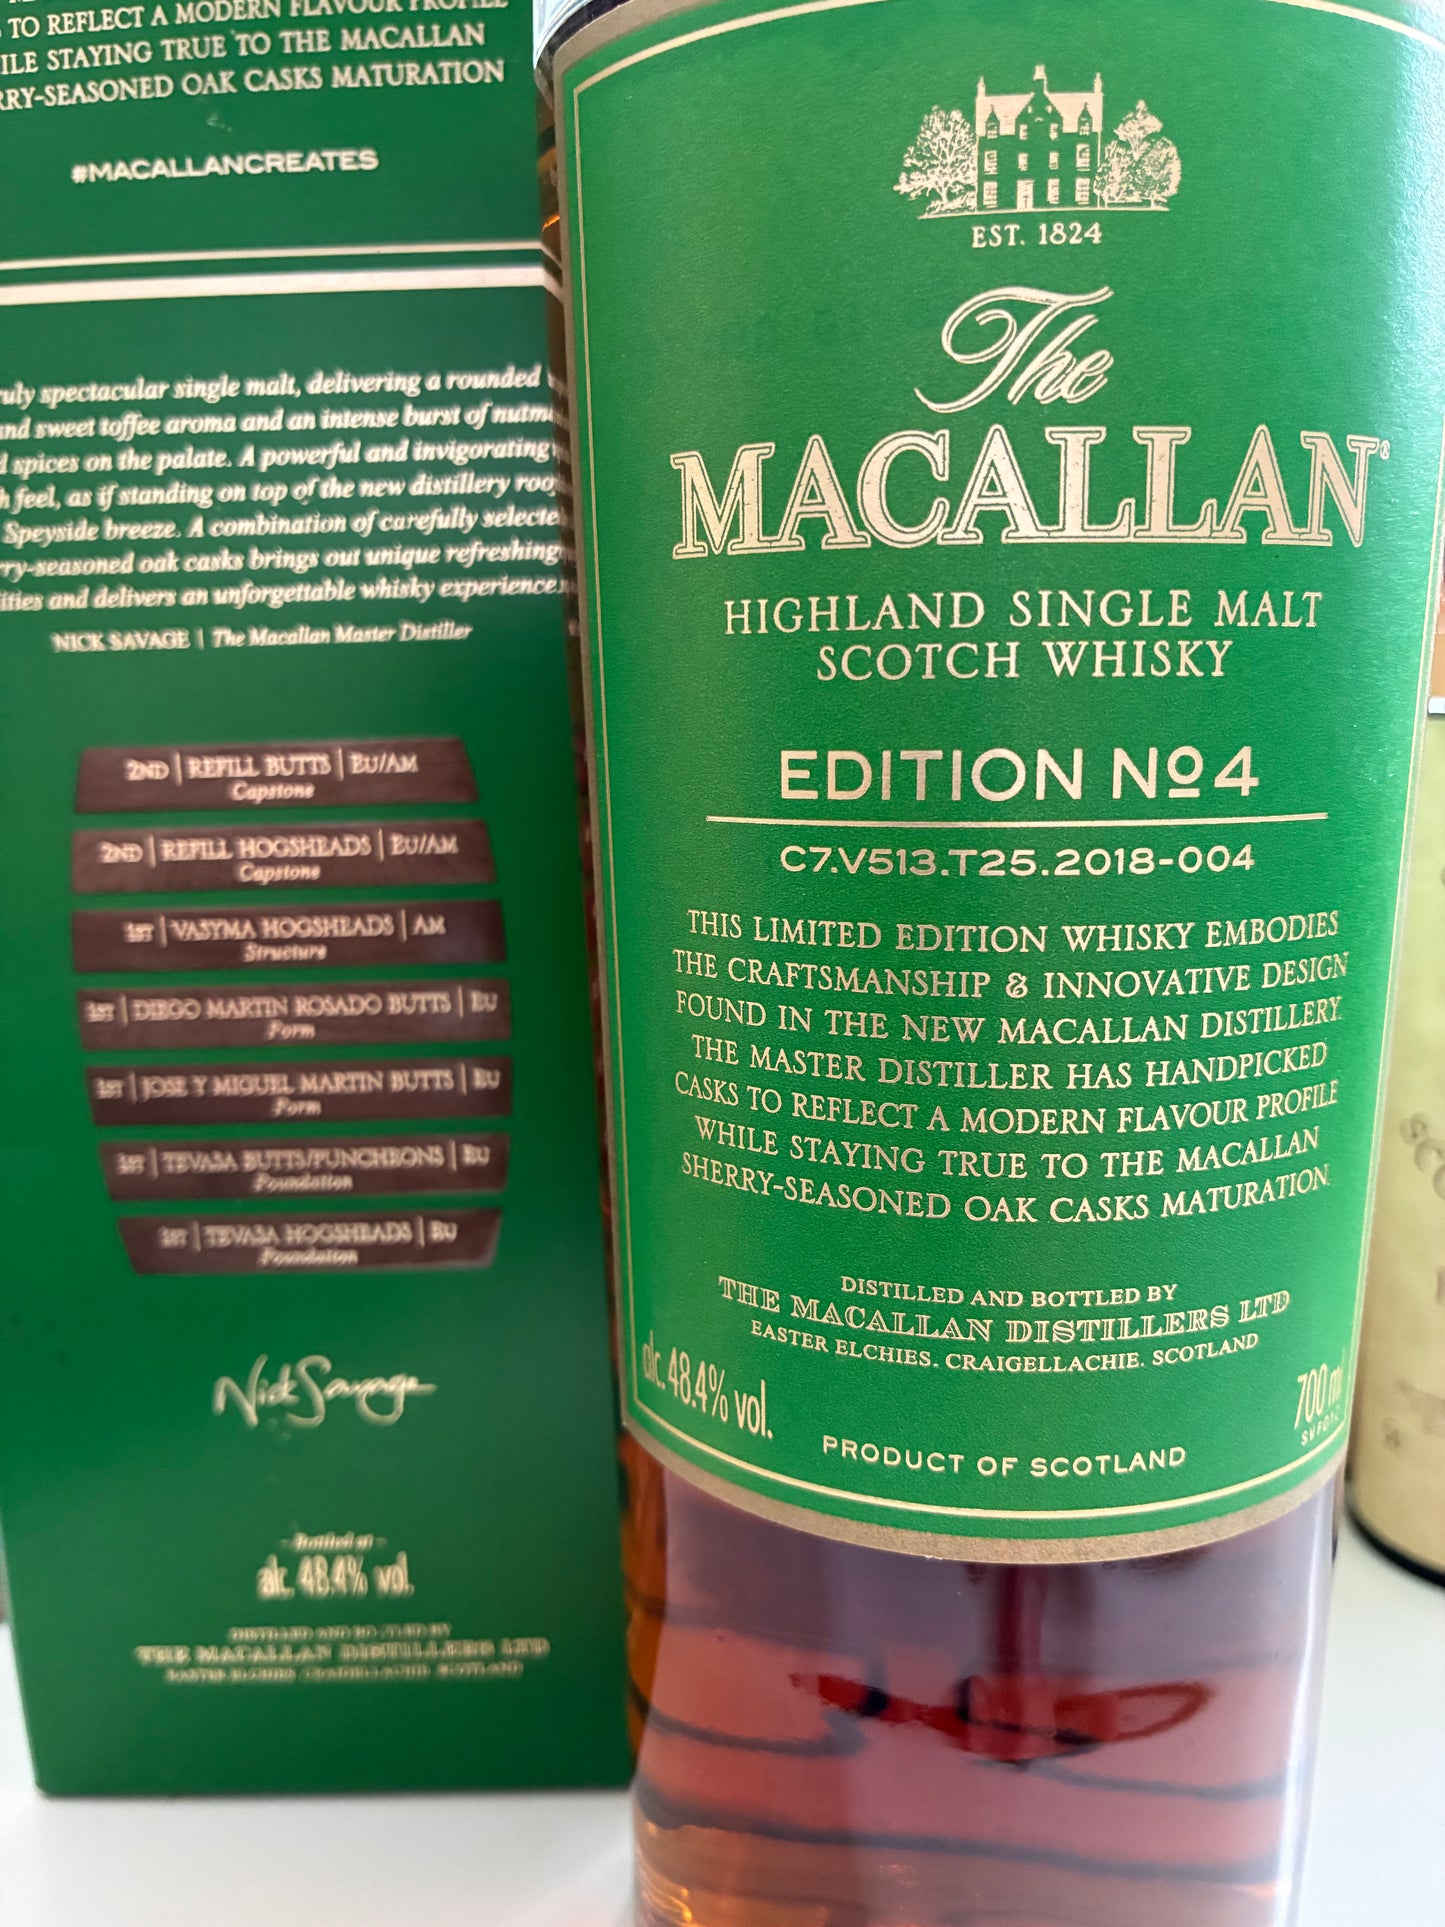 TO REFLECT A MODERN FLAVOUR PROFILE
ILE STAYING TRUE TO THE MACALLAN
RRY-SEASONED OAK CASKS MATURATION
#MACALLANCREATES
ruly spectacular single malt, delivering a rounded
and sweet toffee aroma and an intense burst of nutm
d spices on the palate. A powerful and invigorating
h feel, as if standing on top of the new distillery roo
Speyside breeze. A combination of carefully selecte
rry-seasoned oak casks brings out unique refreshing
lities and delivers an unforgettable whisky experience.
NICK SAVAGE | The Macallan Master Distiller
2ND | REFILL BUTTS | EU/AM
Capstone
2ND | REFILL HOGSHEADS | EU/AM
Capstone
1ST | VASYMA HOGSHEADS | AM
Structure
1ST | DIEGO MARTIN ROSADO BUTTS | EU
Form
1ST | JOSE Y MIGUEL MARTIN BUTTS | EU
Form
1ST | TEVASA BUTTS/PUNCHEONS | EU
Foundation
1ST | TEVASA HOGSHEADS | EU
Foundation
Nick Savage
- Bottled at -
alc. 48.4% vol.
DISTILLED AND BOTTLED BY
THE MACALLAN DISTILLERS LTD
EASTER ELCHIES CRAIGELLACHIE SCOTLAND
EST. 1824
The
MACALLAN®
HIGHLAND SINGLE MALT
SCOTCH WHISKY
EDITION Nº4
C7.V513.T25.2018-004
THIS LIMITED EDITION WHISKY EMBODIES
THE CRAFTSMANSHIP & INNOVATIVE DESIGN
FOUND IN THE NEW MACALLAN DISTILLERY.
THE MASTER DISTILLER HAS HANDPICKED
CASKS TO REFLECT A MODERN FLAVOUR PROFILE
WHILE STAYING TRUE TO THE MACALLAN
SHERRY-SEASONED OAK CASKS MATURATION.
DISTILLED AND BOTTLED BY
THE MACALLAN DISTILLERS LTD
EASTER ELCHIES. CRAIGELLACHIE. SCOTLAND
alc. 48.4% vol.
700 ml
PRODUCT OF SCOTLAND